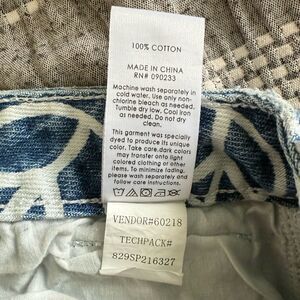 100% COTTON
MADE IN CHINA
RN# 090233
Machine wash separately in
cold water. Use only non-
chlorine bleach as needed.
Tumble dry low. Cool Iron
as needed. Do not dry
clean.
This garment was specially
dyed to produce its unique
color. Take care.dark colors
may transfer onto light
colored clothing or other
items. To minimize fading,
please wash separately and
follow care instructions.
VENDOR#60218
TECHPACK#
829SP216327